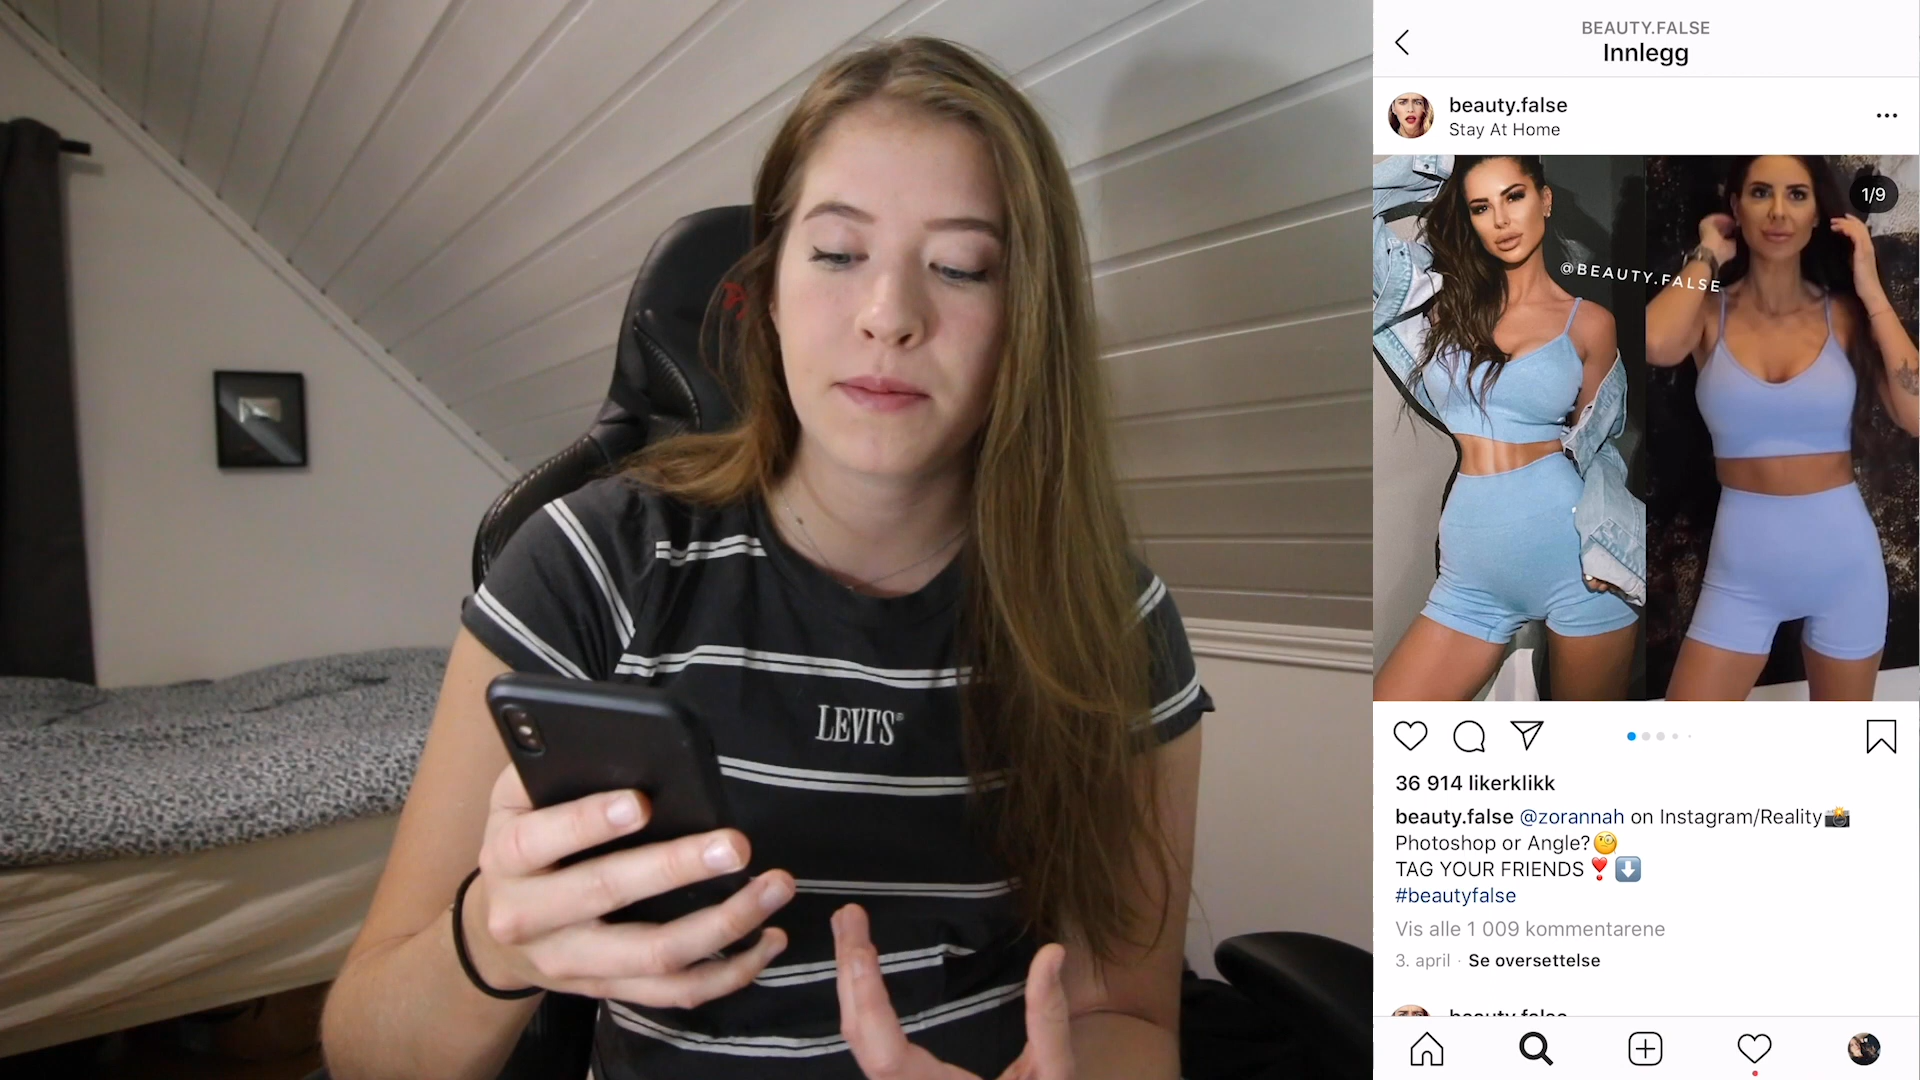 BEAUTY.FALSE
Innlegg
beauty.false
Stay At Home
1/9
@BEAUTY.FALSE
LEVI'S®
36 914 likerklikk
beauty.false @zorannah on Instagram/Reality📸
Photoshop or Angle?🧐
TAG YOUR FRIENDS❣️⬇️
#beautyfalse
Vis alle 1 009 kommentarene
3. april · Se oversettelse
beauty.false